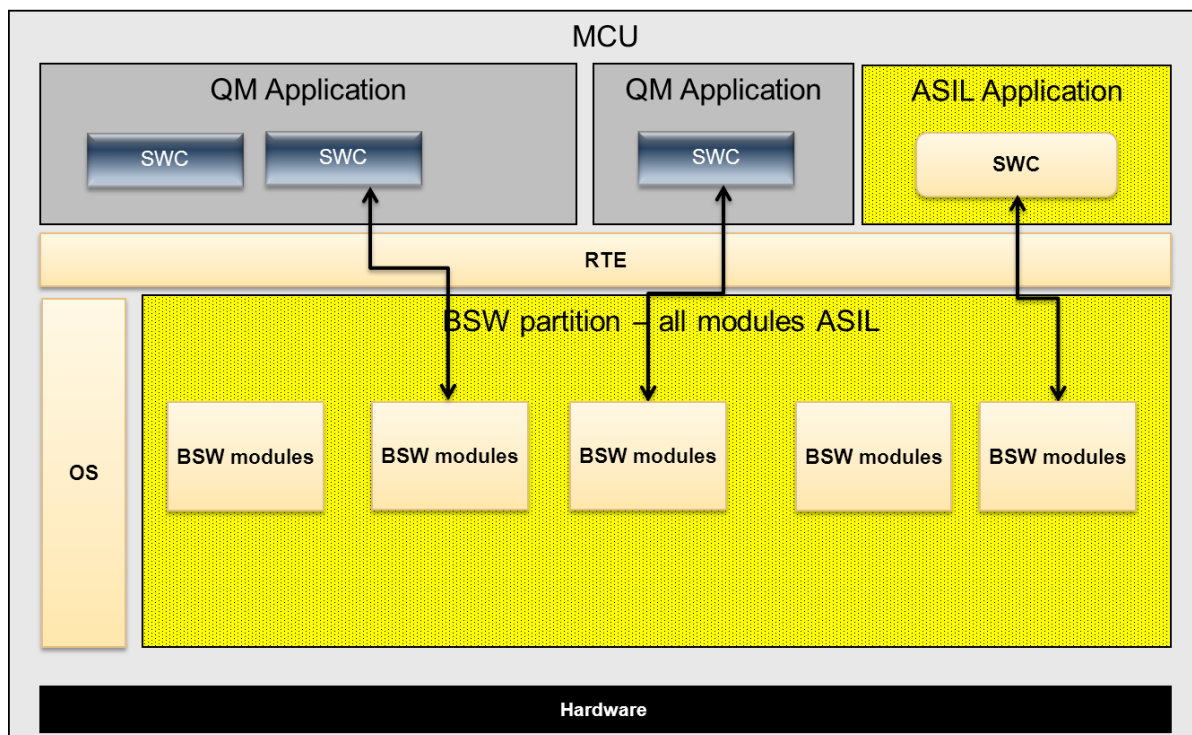 MCU
QM Application
QM Application
ASIL Application
SWC
SWC
SWC
SWC
RTE
BSW partition – all modules ASIL
OS
BSW modules
BSW modules
BSW modules
BSW modules
BSW modules
Hardware